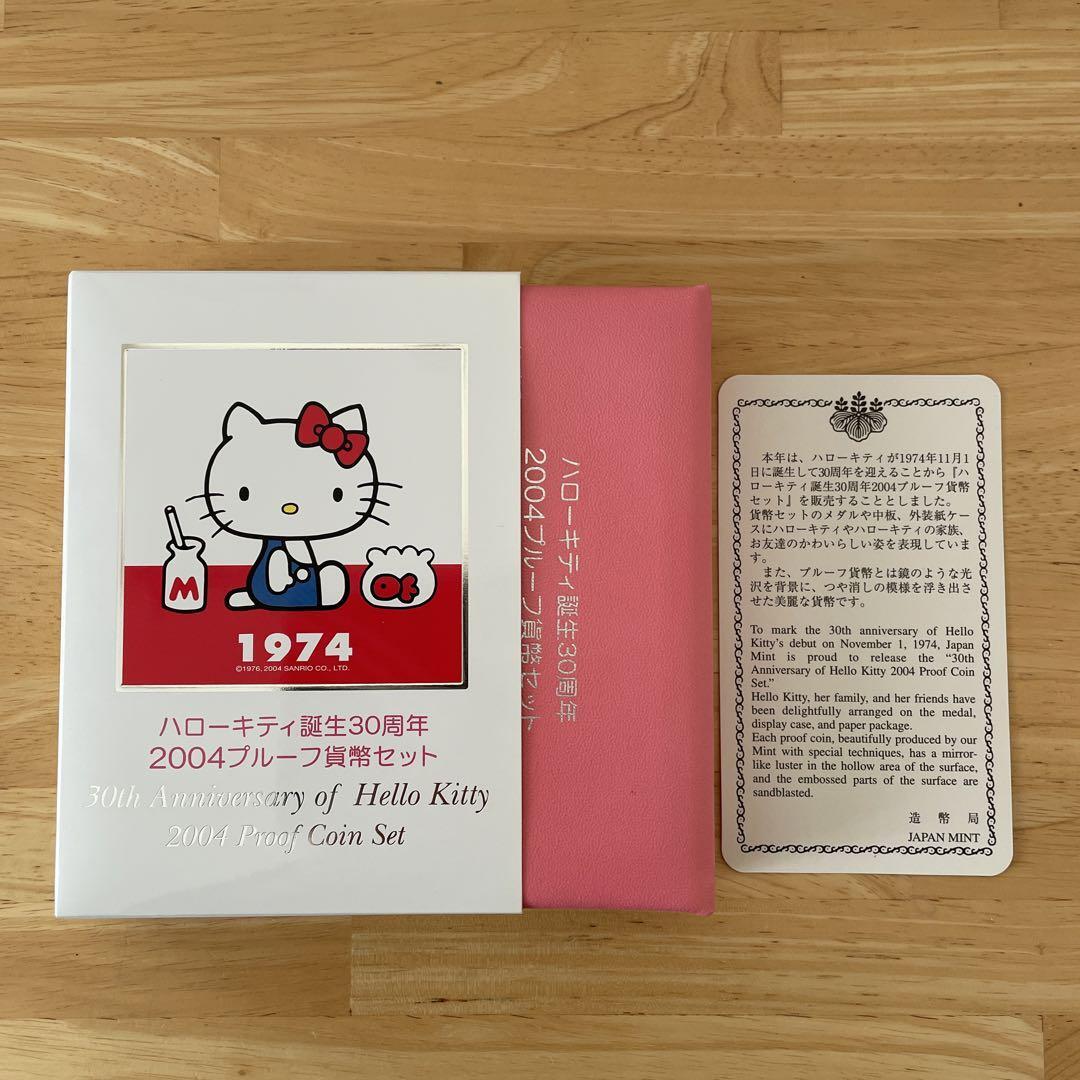 M
1974
©1976, 2004 SANRIO CO., LTD.
ハローキティ誕生30周年
2004プルーフ貨幣セット
30th Anniversary of Hello Kitty
2004 Proof Coin Set
ハローキティ誕生30周年
2004プルーフ貨幣セット
本年は、ハローキティが1974年11月1
日に誕生して30周年を迎えることから『ハ
ローキティ誕生30周年2004プルーフ貨幣
セット』を販売することとしました。
貨幣セットのメダルや中板、外装紙ケー
スにハローキティやハローキティの家族、
お友達のかわいらしい姿を表現していま
す。
また、プルーフ貨幣とは鏡のような光
沢を背景に、つや消しの模様を浮き出さ
せた美麗な貨幣です。
To mark the 30th anniversary of Hello
Kitty's debut on November 1, 1974, Japan
Mint is proud to release the "30th
Anniversary of Hello Kitty 2004 Proof Coin
Set."
Hello Kitty, her family, and her friends have
been delightfully arranged on the medal,
display case, and paper package.
Each proof coin, beautifully produced by our
Mint with special techniques, has a mirror-
like luster in the hollow area of the surface,
and the embossed parts of the surface are
sandblasted.
造幣局
JAPAN MINT